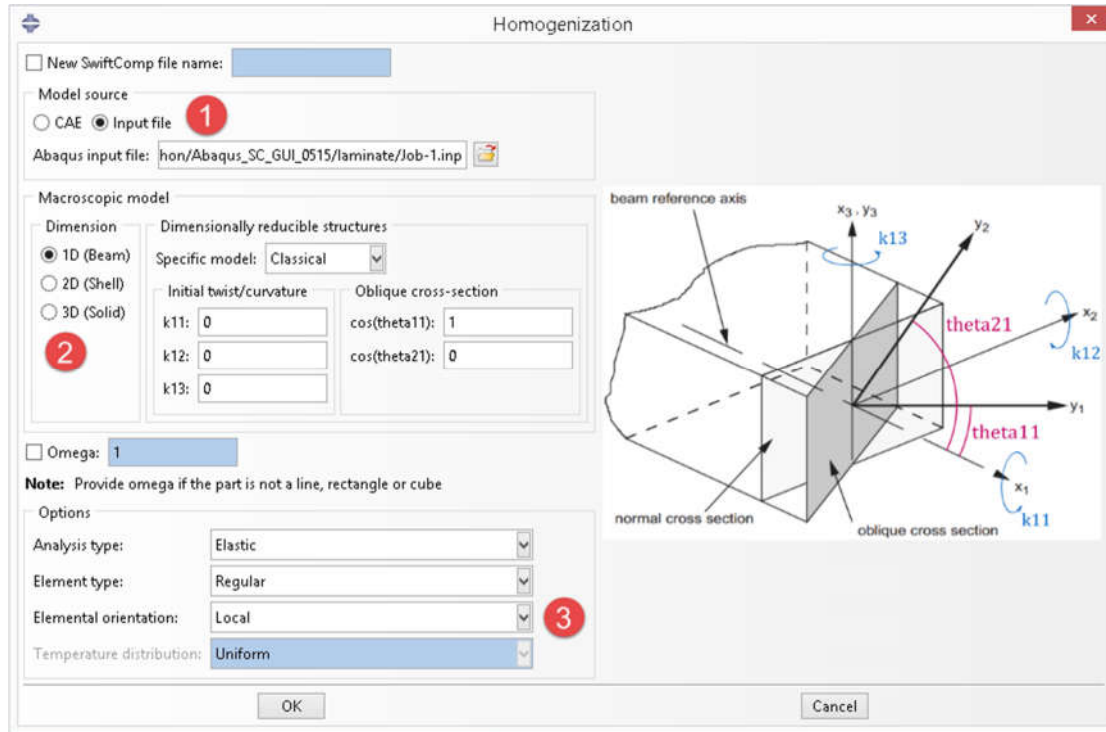 Homogenization
New SwiftComp file name:
Model source
1
CAE Input file
Abaqus input file: hon/Abaqus_SC_GUI_0515/laminate/Job-1.inp
Macroscopic model
Dimension
1D (Beam)
2D (Shell)
3D (Solid)
2
Dimensionally reducible structures
Specific model: Classical
Initial twist/curvature
k11: 0
k12: 0
k13: 0
Oblique cross-section
cos(theta11): 1
cos(theta21): 0
Omega: 1
Note: Provide omega if the part is not a line, rectangle or cube
Options
Analysis type: Elastic
Element type: Regular
Elemental orientation: Local
3
Temperature distribution: Uniform
beam reference axis
x3 , y3
k13
y2
theta21
x2
k12
y1
theta11
x1
k11
normal cross section
oblique cross section
OK Cancel